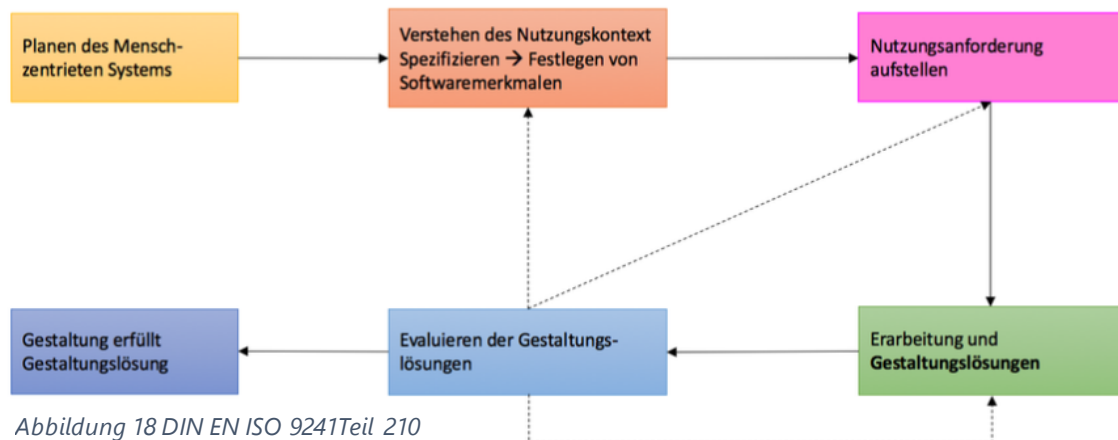 Planen des Mensch-
zentrieten Systems
Verstehen des Nutzungskontext
Spezifizieren → Festlegen von
Softwaremerkmalen
Nutzungsanforderung
aufstellen
Gestaltung erfüllt
Gestaltungslösung
Evaluieren der Gestaltungs-
lösungen
Erarbeitung und
Gestaltungslösungen
Abbildung 18 DIN EN ISO 9241Teil 210